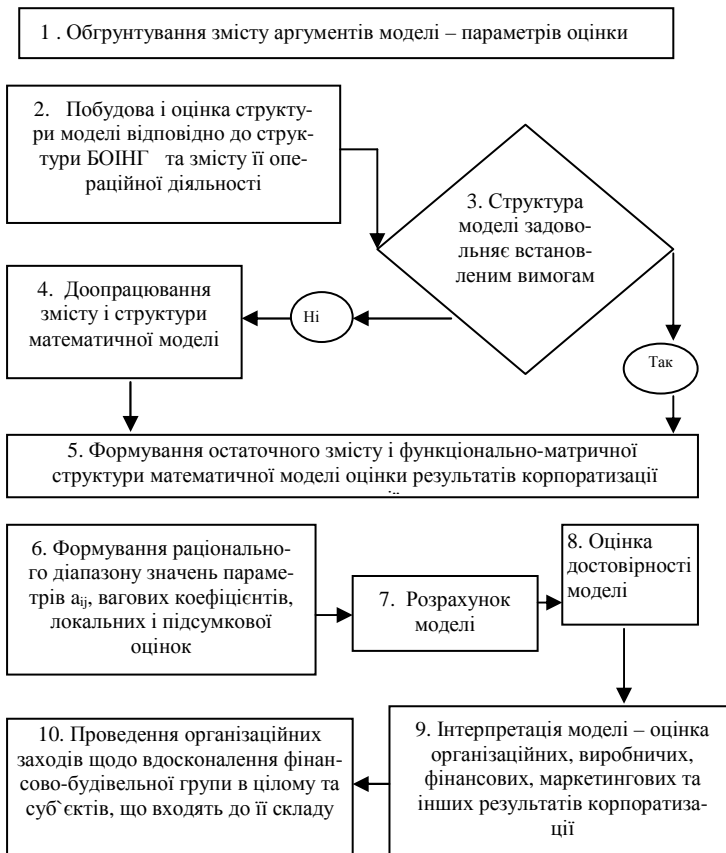 1 . Обгрунтування змісту аргументів моделі – параметрів оцінки
2. Побудова і оцінка структу-
ри моделі відповідно до струк-
тури БОІНГ та змісту її опе-
раційної діяльності
3. Структура
моделі задово-
льняє встанов-
леним вимогам
4. Доопрацювання
змісту і структури
математичної моделі
Ні
Так
5. Формування остаточного змісту і функціонально-матричної
структури математичної моделі оцінки результатів корпоратизації
6. Формування раціонально-
го діапазону значень параме-
трів aij, вагових коефіцієнтів,
локальних і підсумкової
оцінок
7. Розрахунок
моделі
8. Оцінка
достовірності
моделі
9. Інтерпретація моделі – оцінка
організаційних, виробничих,
фінансових, маркетингових та
інших результатів корпоратиза-
ції
10. Проведення організаційних
заходів щодо вдосконалення фінан-
сово-будівельної групи в цілому та
суб`єктів, що входять до її складу